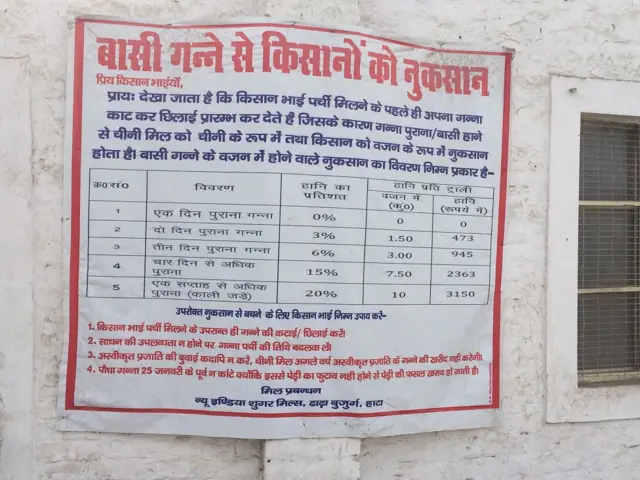 बासी गन्ने से किसानों को नुकसान
प्रिय किसान भाईयों,
प्रायः देखा जाता है कि किसान भाई पर्ची मिलने के पहले ही अपना गन्ना
काट कर छिलाई प्रारम्भ कर देते हैं जिसके कारण गन्ना पुराना/बासी हाने
से चीनी मिल को चीनी के रूप में तथा किसान को वजन के रूप में नुकसान
होता है। बासी गन्ने के वजन में होने वाले नुकसान का विवरण निम्न प्रकार है-
क्र०सं० विवरण हानि का प्रतिशत हानि प्रति ट्राली
वजन में (कु०) हानि (रूपये में)
1 एक दिन पुराना गन्ना 0% 0 0
2 दो दिन पुराना गन्ना 3% 1.50 473
3 तीन दिन पुराना गन्ना 6% 3.00 945
4 चार दिन से अधिक पुराना 15% 7.50 2363
5 एक सप्ताह से अधिक पुराना (काली जड़ें) 20% 10 3150
उपरोक्त नुकसान से बचने के लिए किसान भाई निम्न उपाय करे-
1. किसान भाई पर्ची मिलने के उपरान्त ही गन्ने की कटाई/ छिलाई करें।
2. साधन की उपलब्धता न होने पर गन्ना पर्ची की तिथि बदलवा लें।
3. अस्वीकृत प्रजाति की बुवाई कदापि न करें, चीनी मिल अगले वर्ष अस्वीकृत प्रजाति के गन्ने की खरीद नही करेगी।
4. पौधा गन्ना 25 जनवरी के पूर्व न काटे क्योंकि इससे पेड़ी का फुटाव नही होने से पेड़ी की फसल खराब हो जाती है।
मिल प्रबन्धन
न्यू इण्डिया शुगर मिल्स, ढाढ़ा बुजुर्ग, हाटा